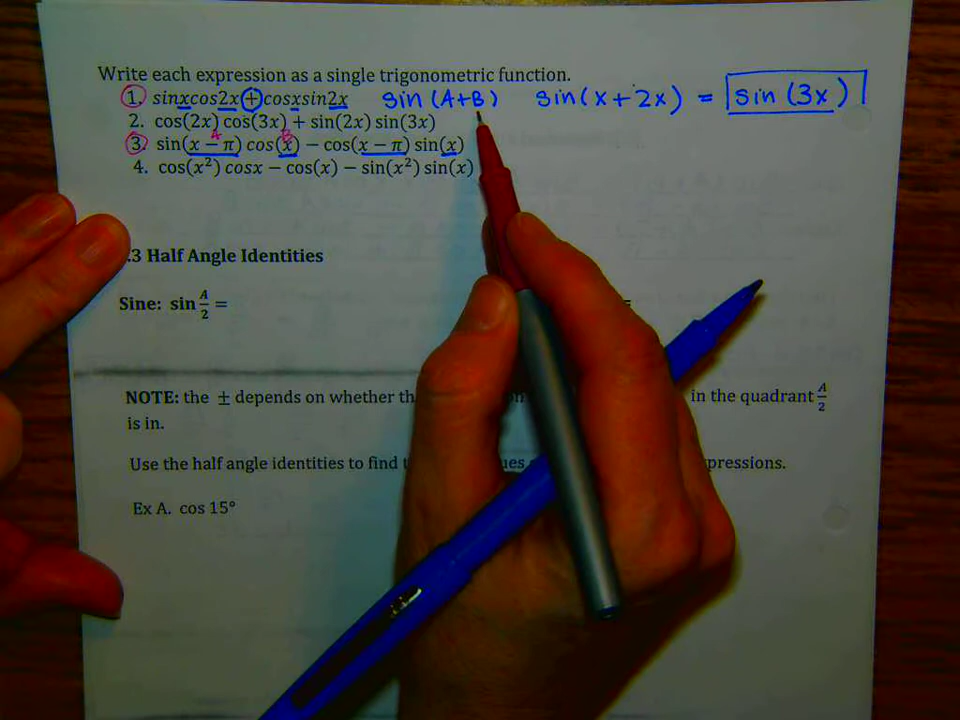 Write each expression as a single trigonometric function.
1. sinxcos2x + cosxsin2x sin(A+B) sin(x+2x) = sin(3x)
2. cos(2x) cos(3x) + sin(2x) sin(3x)
A B
3. sin(x − π) cos(x) − cos(x − π) sin(x)
4. cos(x²) cosx − cos(x) − sin(x²) sin(x)
.3 Half Angle Identities
Sine: sin A/2 = =
NOTE: the ± depends on whether in the quadrant A/2
is in.
Use the half angle identities to find
Ex A. cos 15°